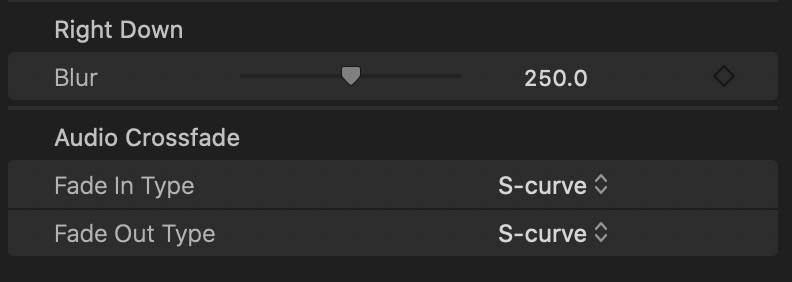 Right Down
Blur 250.0
Audio Crossfade
Fade In Type S-curve
Fade Out Type S-curve